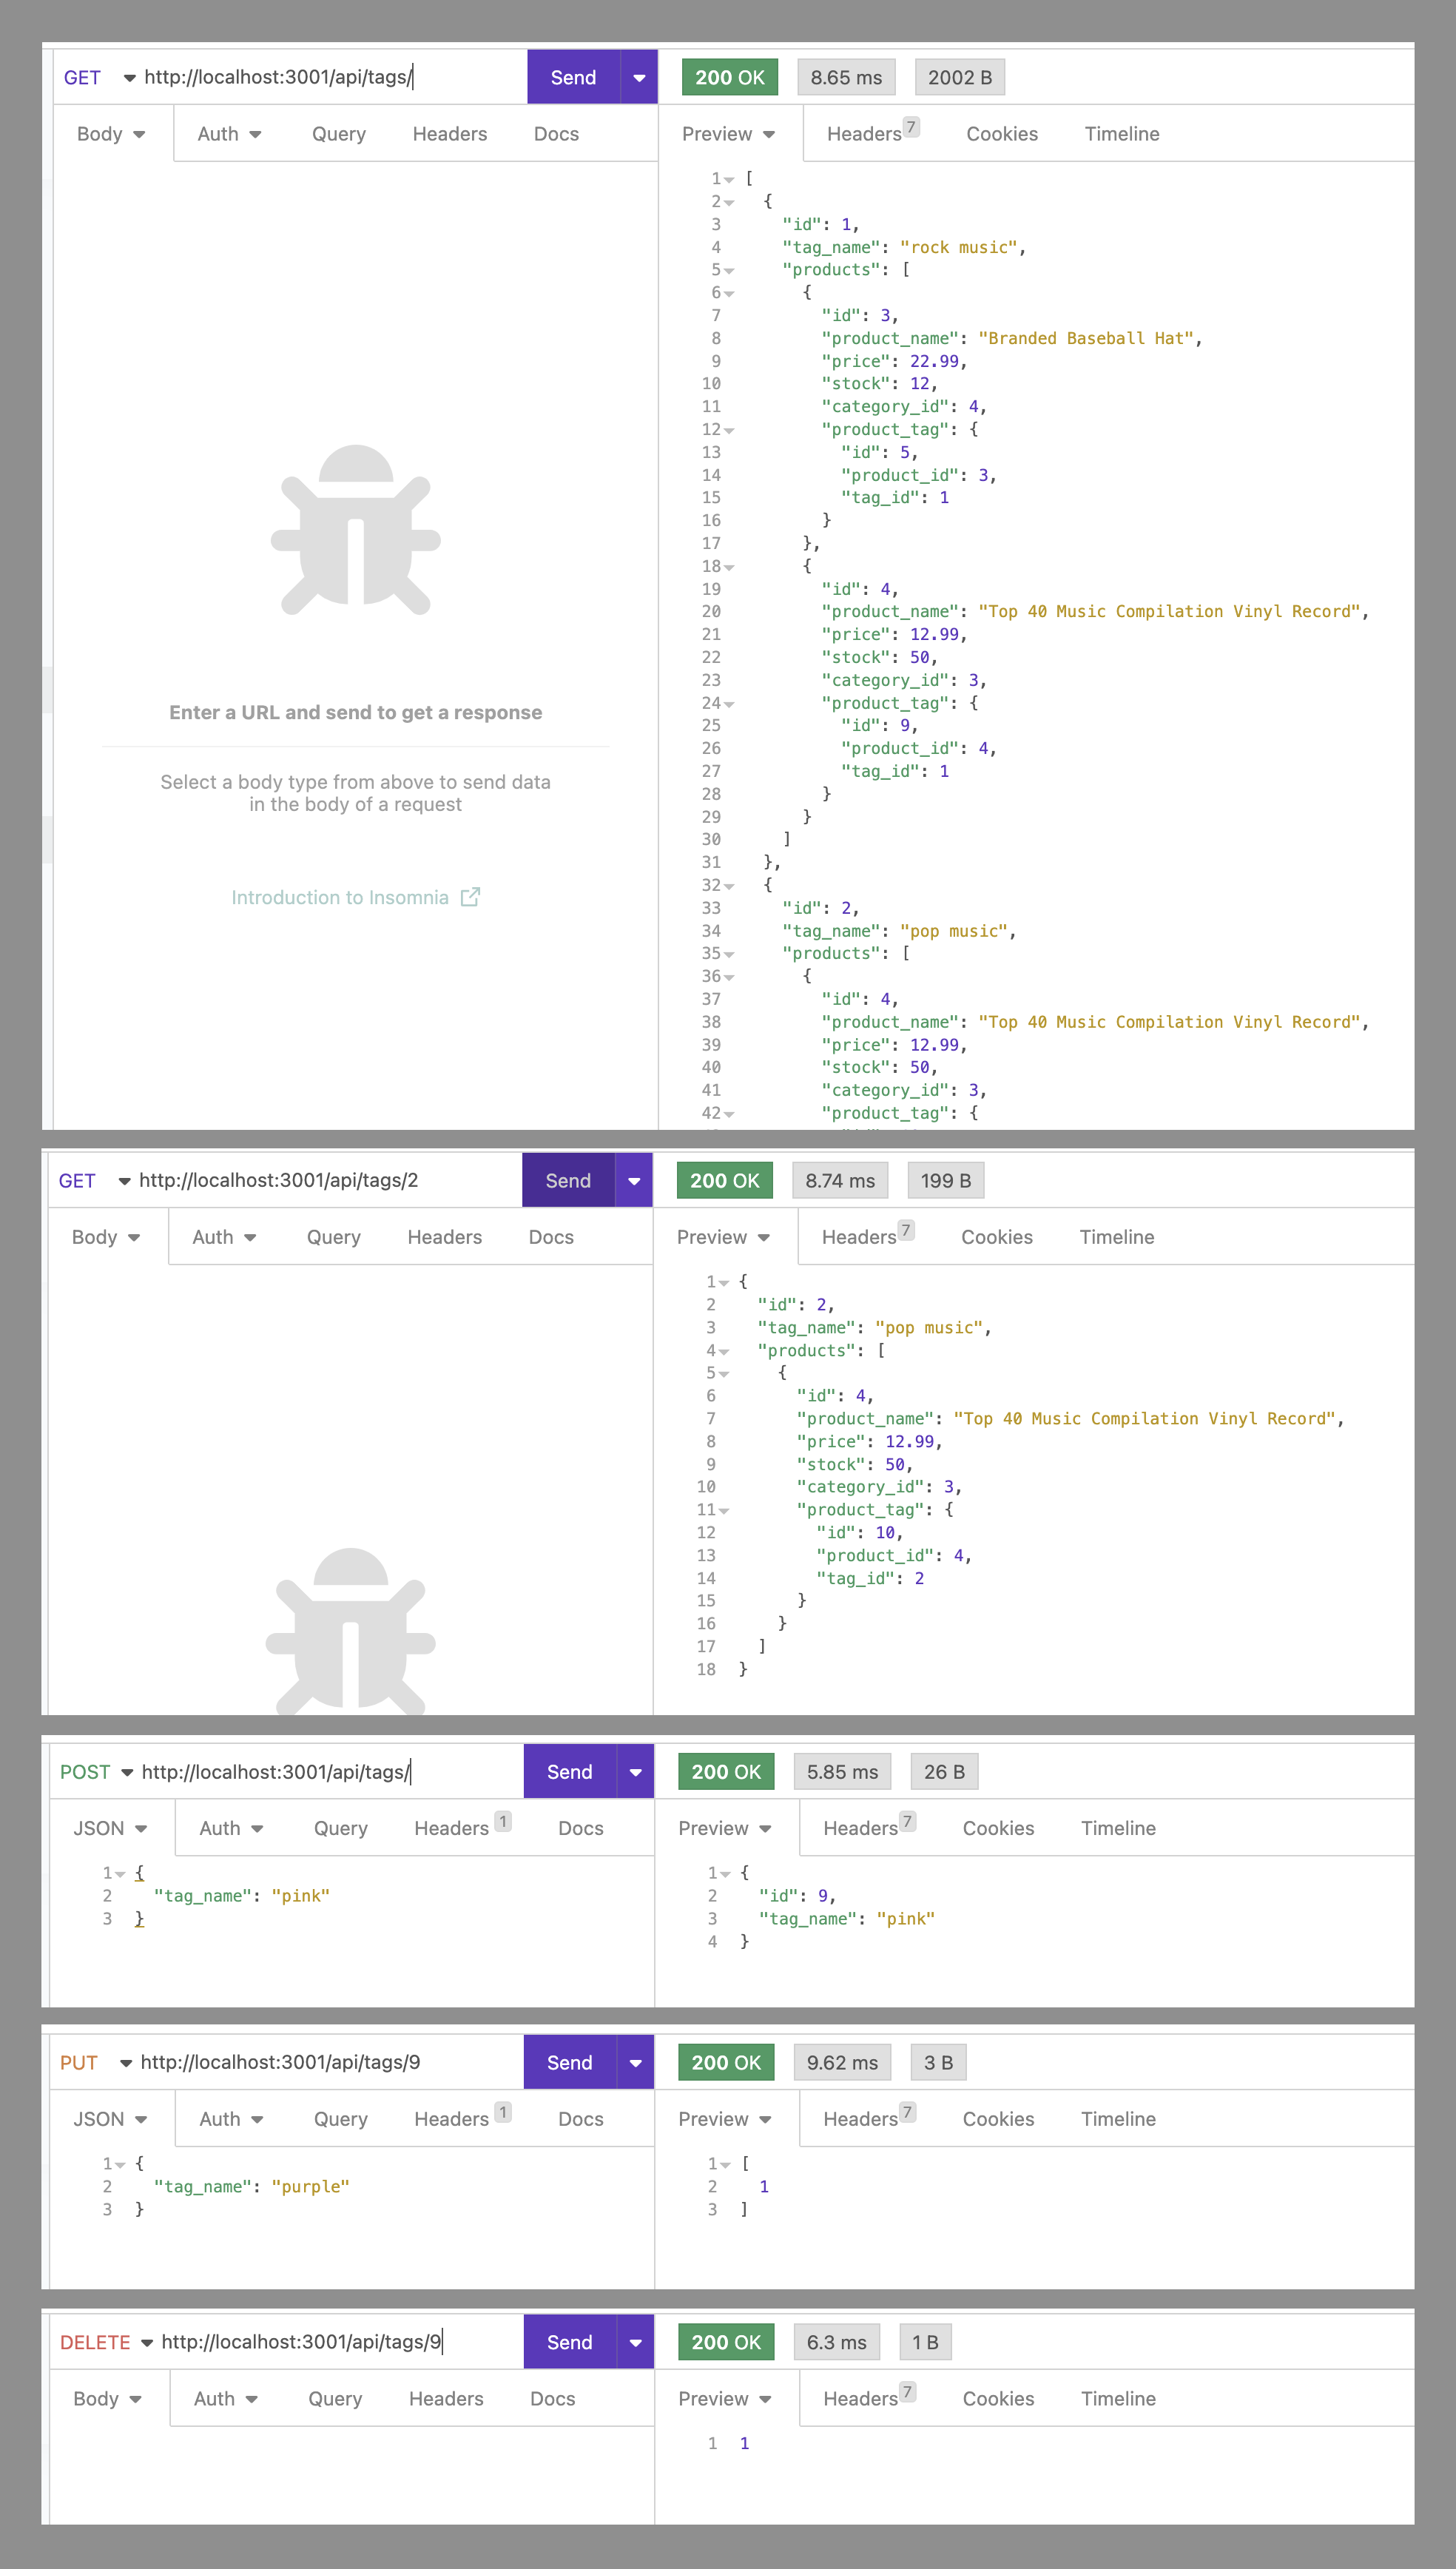 GET http://localhost:3001/api/tags/ Send 200 OK 8.65 ms 2002 B
Body Auth Query Headers Docs Preview Headers 7 Cookies Timeline
Enter a URL and send to get a response
Select a body type from above to send data
in the body of a request
Introduction to Insomnia
1 [
2 {
3 "id": 1,
4 "tag_name": "rock music",
5 "products": [
6 {
7 "id": 3,
8 "product_name": "Branded Baseball Hat",
9 "price": 22.99,
10 "stock": 12,
11 "category_id": 4,
12 "product_tag": {
13 "id": 5,
14 "product_id": 3,
15 "tag_id": 1
16 }
17 },
18 {
19 "id": 4,
20 "product_name": "Top 40 Music Compilation Vinyl Record",
21 "price": 12.99,
22 "stock": 50,
23 "category_id": 3,
24 "product_tag": {
25 "id": 9,
26 "product_id": 4,
27 "tag_id": 1
28 }
29 }
30 ]
31 },
32 {
33 "id": 2,
34 "tag_name": "pop music",
35 "products": [
36 {
37 "id": 4,
38 "product_name": "Top 40 Music Compilation Vinyl Record",
39 "price": 12.99,
40 "stock": 50,
41 "category_id": 3,
42 "product_tag": {
GET http://localhost:3001/api/tags/2 Send 200 OK 8.74 ms 199 B
Body Auth Query Headers Docs Preview Headers 7 Cookies Timeline
1 {
2 "id": 2,
3 "tag_name": "pop music",
4 "products": [
5 {
6 "id": 4,
7 "product_name": "Top 40 Music Compilation Vinyl Record",
8 "price": 12.99,
9 "stock": 50,
10 "category_id": 3,
11 "product_tag": {
12 "id": 10,
13 "product_id": 4,
14 "tag_id": 2
15 }
16 }
17 ]
18 }
POST http://localhost:3001/api/tags/ Send 200 OK 5.85 ms 26 B
JSON Auth Query Headers 1 Docs Preview Headers 7 Cookies Timeline
1 {
2 "tag_name": "pink"
3 }
1 {
2 "id": 9,
3 "tag_name": "pink"
4 }
PUT http://localhost:3001/api/tags/9 Send 200 OK 9.62 ms 3 B
JSON Auth Query Headers 1 Docs Preview Headers 7 Cookies Timeline
1 {
2 "tag_name": "purple"
3 }
1 [
2 1
3 ]
DELETE http://localhost:3001/api/tags/9 Send 200 OK 6.3 ms 1 B
Body Auth Query Headers Docs Preview Headers 7 Cookies Timeline
1 1